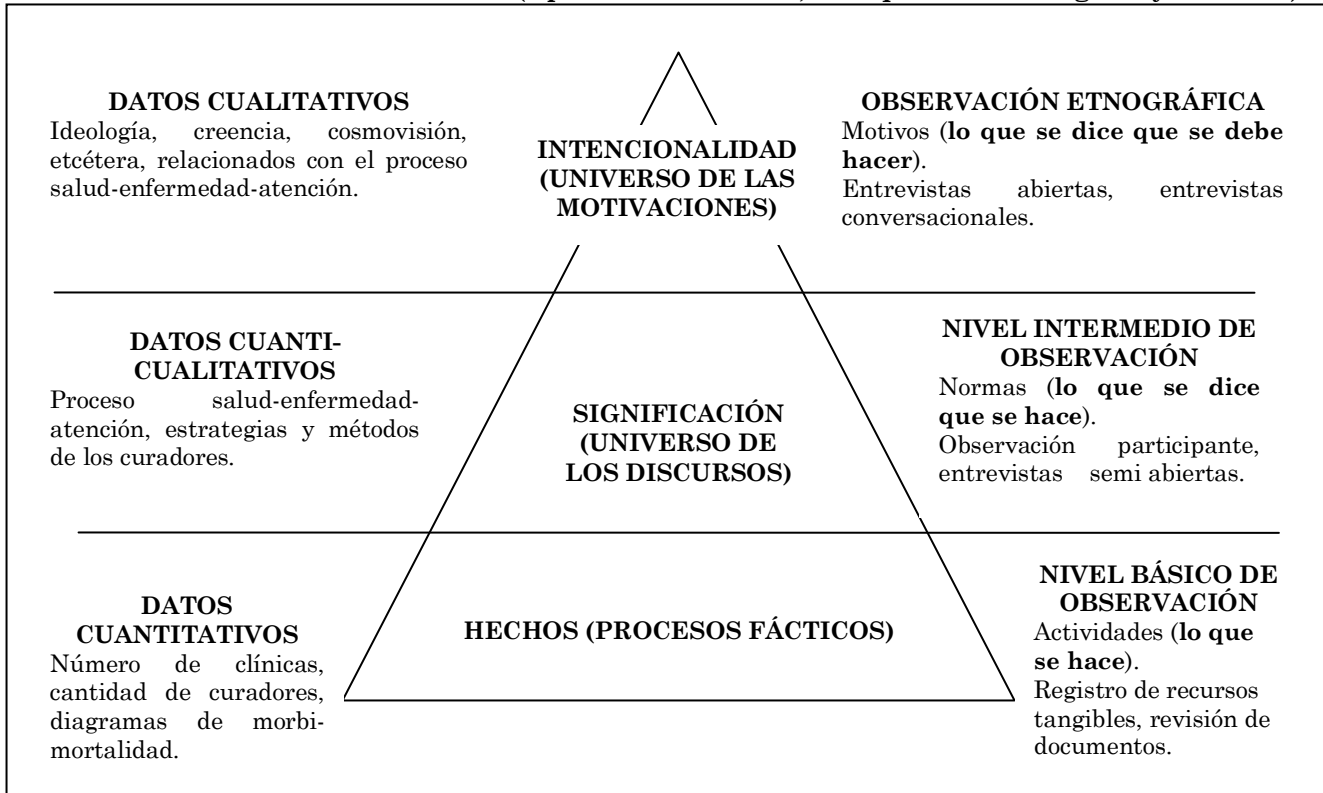 DATOS CUALITATIVOS
Ideología, creencia, cosmovisión,
etcétera, relacionados con el proceso
salud-enfermedad-atención.
INTENCIONALIDAD
(UNIVERSO DE LAS
MOTIVACIONES)
OBSERVACIÓN ETNOGRÁFICA
Motivos (lo que se dice que se debe
hacer).
Entrevistas abiertas, entrevistas
conversacionales.
DATOS CUANTI-
CUALITATIVOS
Proceso salud-enfermedad-
atención, estrategias y métodos
de los curadores.
SIGNIFICACIÓN
(UNIVERSO DE
LOS DISCURSOS)
NIVEL INTERMEDIO DE
OBSERVACIÓN
Normas (lo que se dice
que se hace).
Observación participante,
entrevistas semi abiertas.
DATOS
CUANTITATIVOS
Número de clínicas,
cantidad de curadores,
diagramas de morbi-
mortalidad.
HECHOS (PROCESOS FÁCTICOS)
NIVEL BÁSICO DE
OBSERVACIÓN
Actividades (lo que
se hace).
Registro de recursos
tangibles, revisión de
documentos.